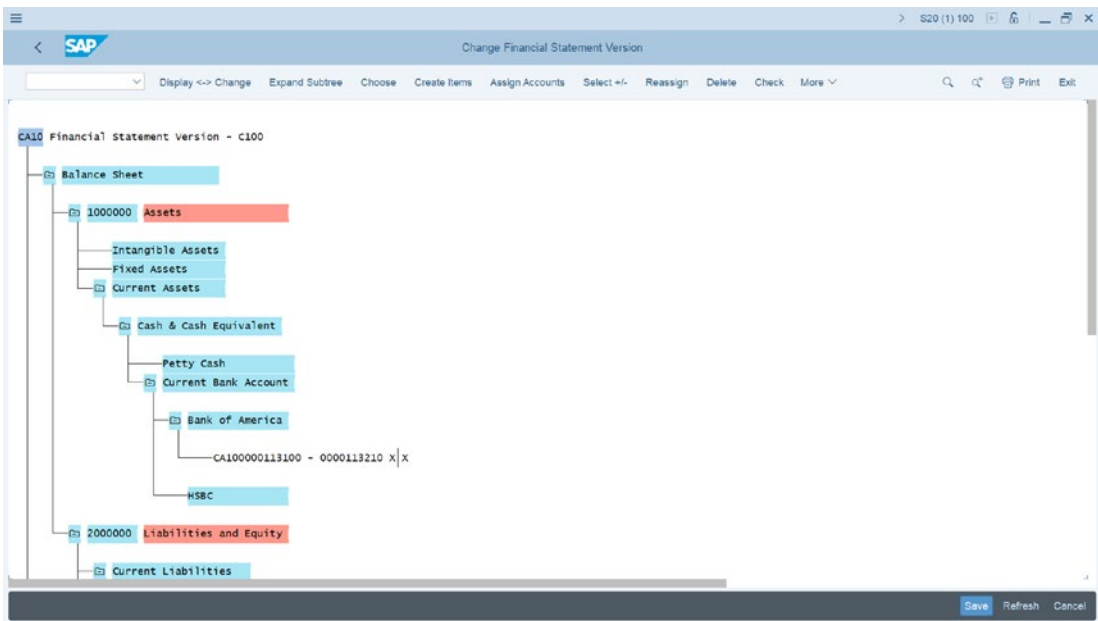 S20 (1) 100
SAP
Change Financial Statement Version
Display <-> Change Expand Subtree Choose Create Items Assign Accounts Select +/- Reassign Delete Check More Print Exit
CA10 Financial Statement Version - C100
Balance Sheet
1000000 Assets
Intangible Assets
Fixed Assets
Current Assets
Cash & Cash Equivalent
Petty Cash
Current Bank Account
Bank of America
CA100000113100 - 0000113210 X X
HSBC
2000000 Liabilities and Equity
Current Liabilities
Save Refresh Cancel